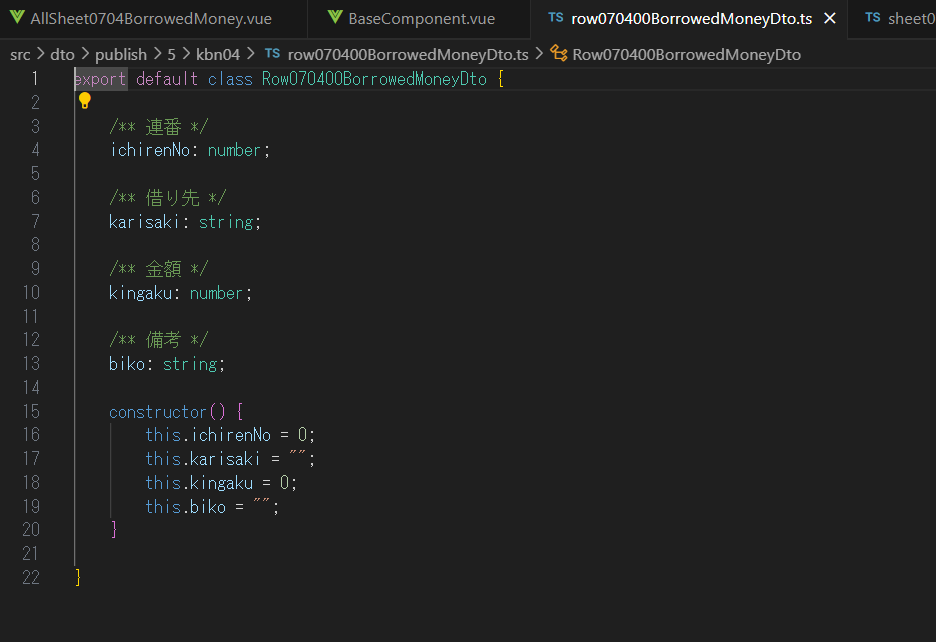 AllSheet0704BorrowedMoney.vue BaseComponent.vue TS row070400BorrowedMoneyDto.ts × TS sheet0
src > dto > publish > 5 > kbn04 > TS row070400BorrowedMoneyDto.ts > Row070400BorrowedMoneyDto
1 export default class Row070400BorrowedMoneyDto {
2
3 /** 連番 */
4 ichirenNo: number;
5
6 /** 借り先 */
7 karisaki: string;
8
9 /** 金額 */
10 kingaku: number;
11
12 /** 備考 */
13 biko: string;
14
15 constructor() {
16 this.ichirenNo = 0;
17 this.karisaki = "";
18 this.kingaku = 0;
19 this.biko = "";
20 }
21
22 }